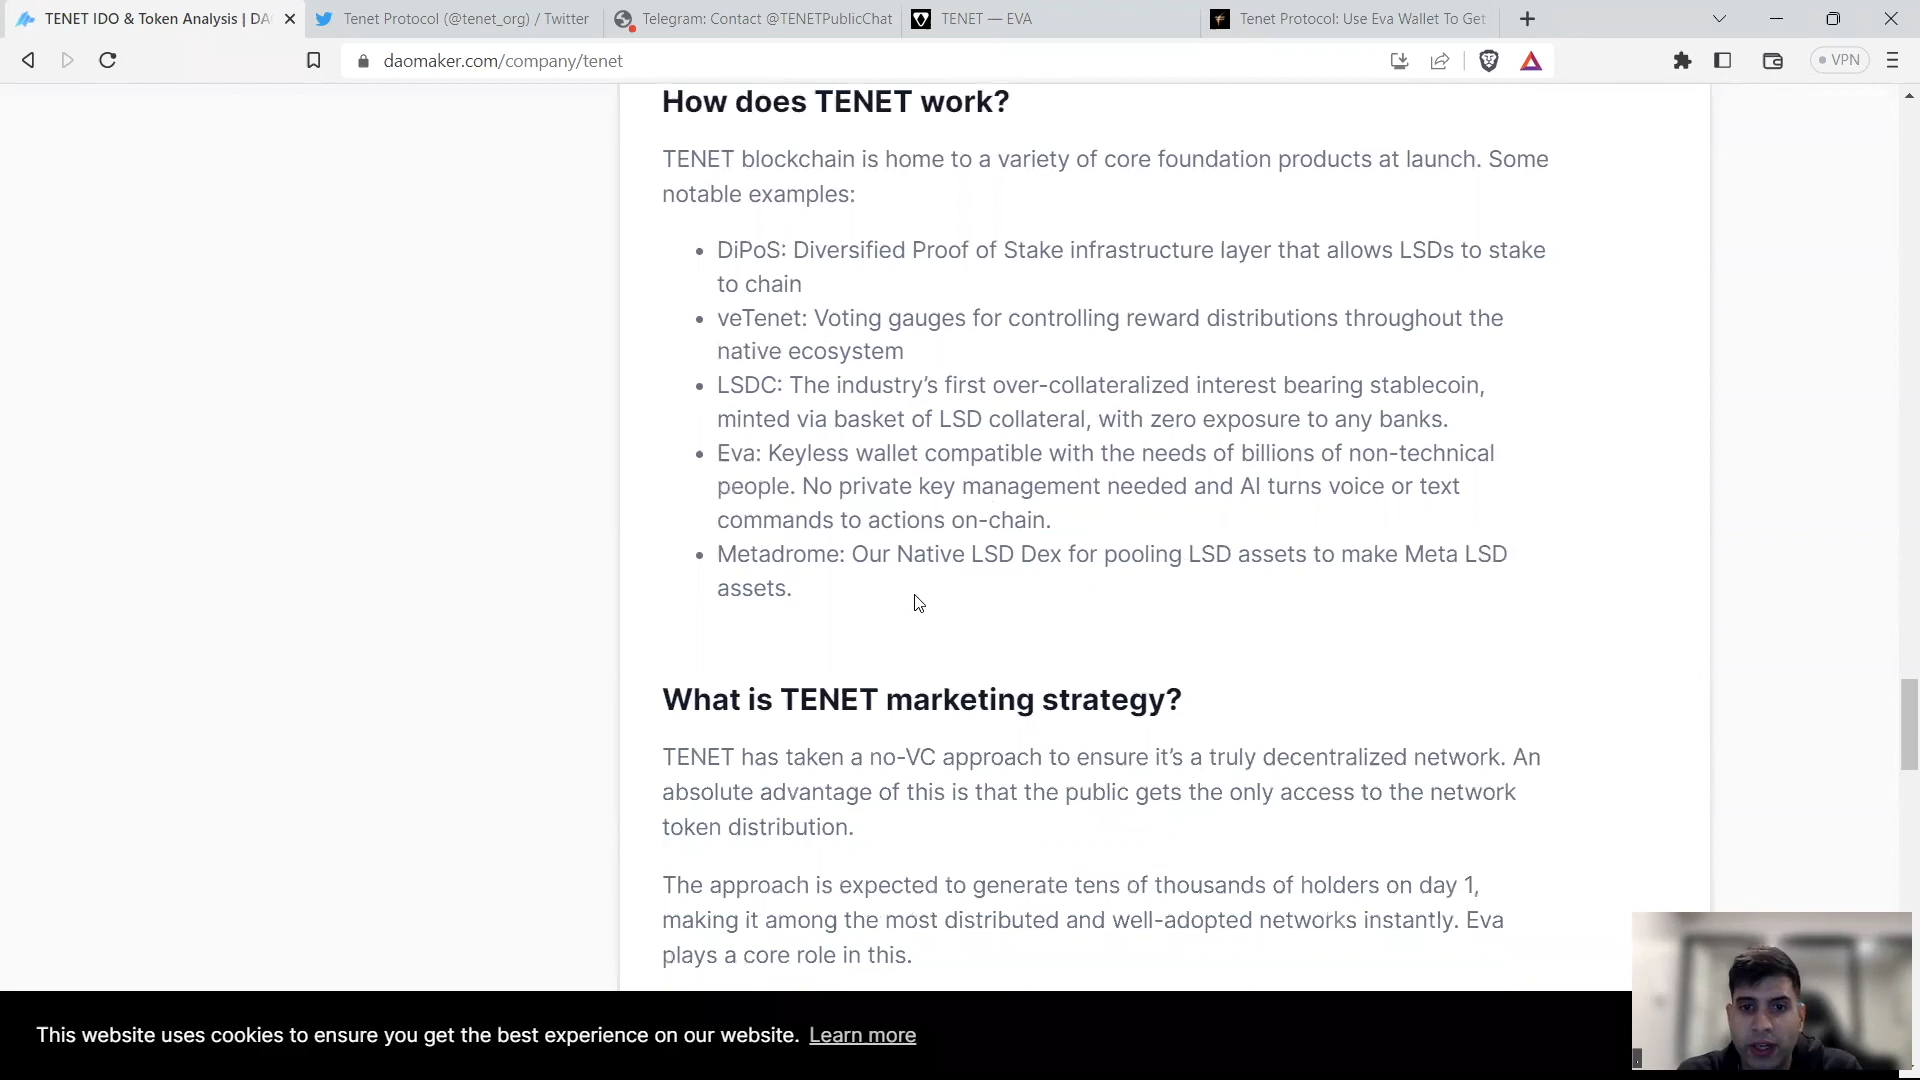 TENET IDO & Token Analysis | DA
Tenet Protocol (@tenet_org) / Twitter
Telegram: Contact @TENETPublicChat
TENET — EVA
Tenet Protocol: Use Eva Wallet To Get
daomaker.com/company/tenet
VPN
How does TENET work?
TENET blockchain is home to a variety of core foundation products at launch. Some
notable examples:
• DiPoS: Diversified Proof of Stake infrastructure layer that allows LSDs to stake
to chain
• veTenet: Voting gauges for controlling reward distributions throughout the
native ecosystem
• LSDC: The industry’s first over-collateralized interest bearing stablecoin,
minted via basket of LSD collateral, with zero exposure to any banks.
• Eva: Keyless wallet compatible with the needs of billions of non-technical
people. No private key management needed and AI turns voice or text
commands to actions on-chain.
• Metadrome: Our Native LSD Dex for pooling LSD assets to make Meta LSD
assets.
What is TENET marketing strategy?
TENET has taken a no-VC approach to ensure it’s a truly decentralized network. An
absolute advantage of this is that the public gets the only access to the network
token distribution.
The approach is expected to generate tens of thousands of holders on day 1,
making it among the most distributed and well-adopted networks instantly. Eva
plays a core role in this.
This website uses cookies to ensure you get the best experience on our website. Learn more